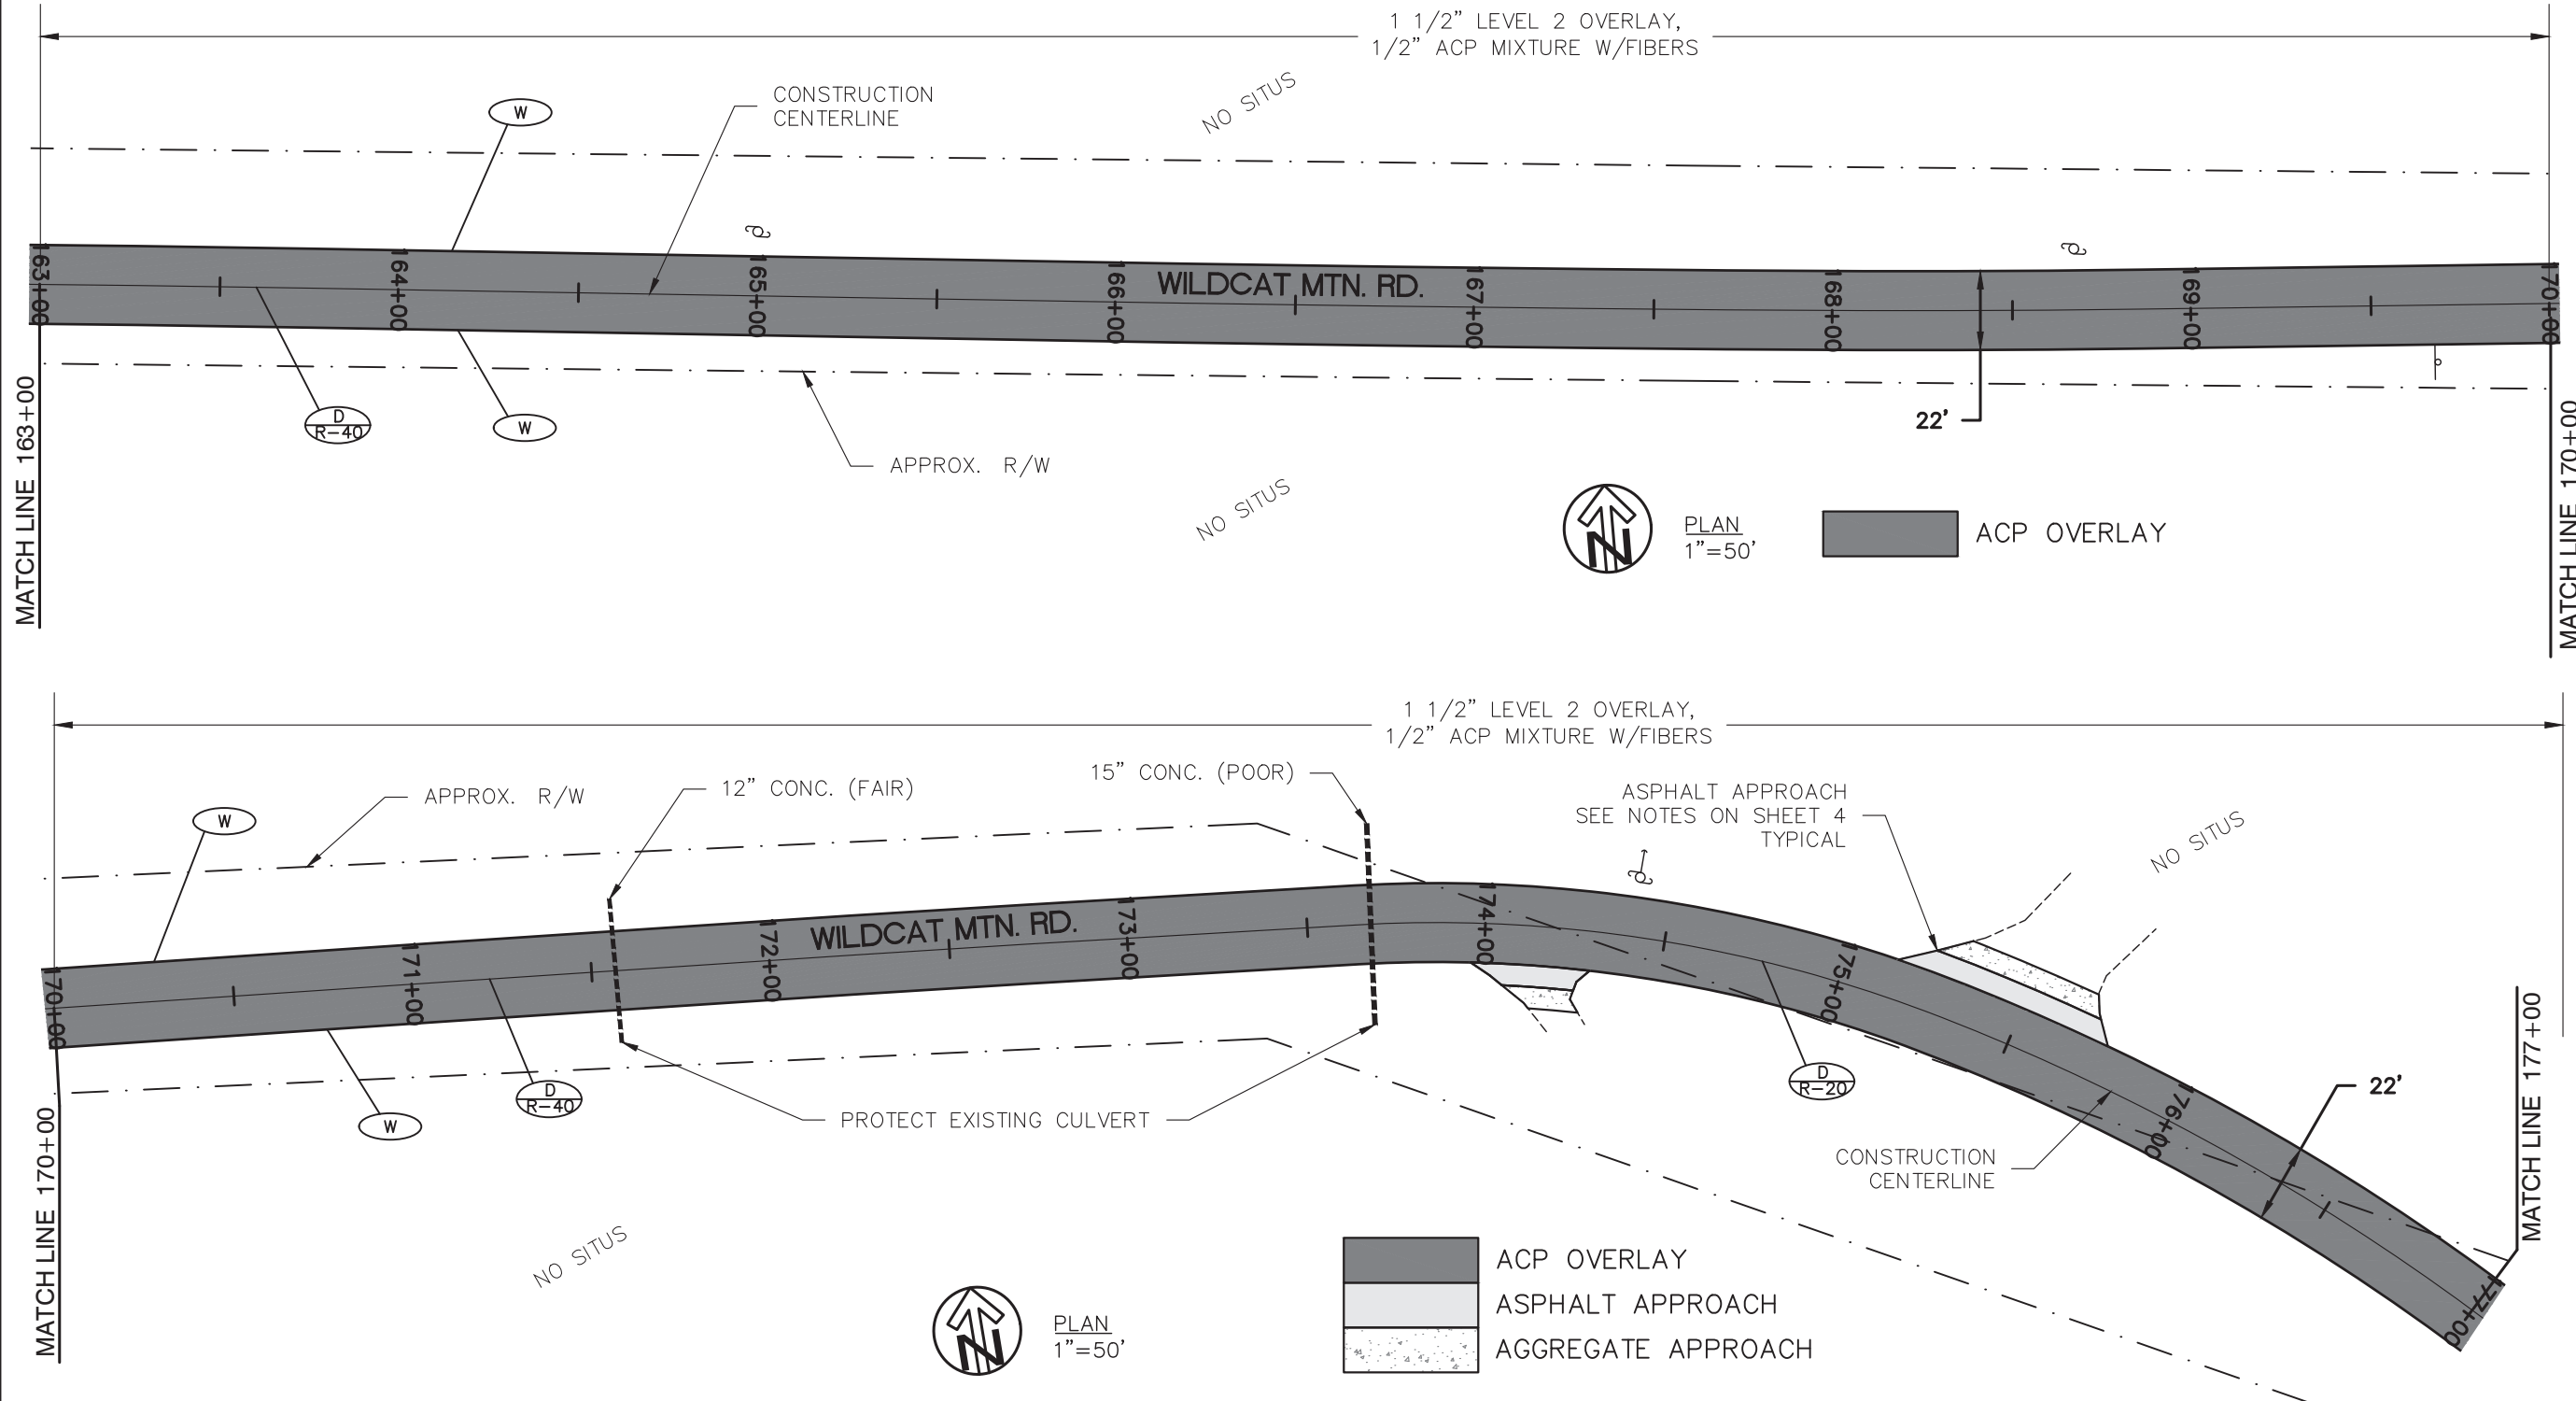 1 1/2” LEVEL 2 OVERLAY,
1/2” ACP MIXTURE W/FIBERS
NO SITUS
CONSTRUCTION
CENTERLINE
W
163+00
164+00
165+00
166+00
WILDCAT MTN. RD.
167+00
168+00
169+00
170+00
D
R-40
W
APPROX. R/W
22’
MATCH LINE 163+00
MATCH LINE 170+00
NO SITUS
N
PLAN
1”=50’
ACP OVERLAY
1 1/2” LEVEL 2 OVERLAY,
1/2” ACP MIXTURE W/FIBERS
APPROX. R/W
12” CONC. (FAIR)
15” CONC. (POOR)
ASPHALT APPROACH
SEE NOTES ON SHEET 4
TYPICAL
NO SITUS
W
170+00
171+00
172+00
WILDCAT MTN. RD.
173+00
174+00
175+00
176+00
177+00
D
R-40
W
PROTECT EXISTING CULVERT
D
R-20
22’
CONSTRUCTION
CENTERLINE
MATCH LINE 170+00
MATCH LINE 177+00
NO SITUS
N
PLAN
1”=50’
ACP OVERLAY
ASPHALT APPROACH
AGGREGATE APPROACH